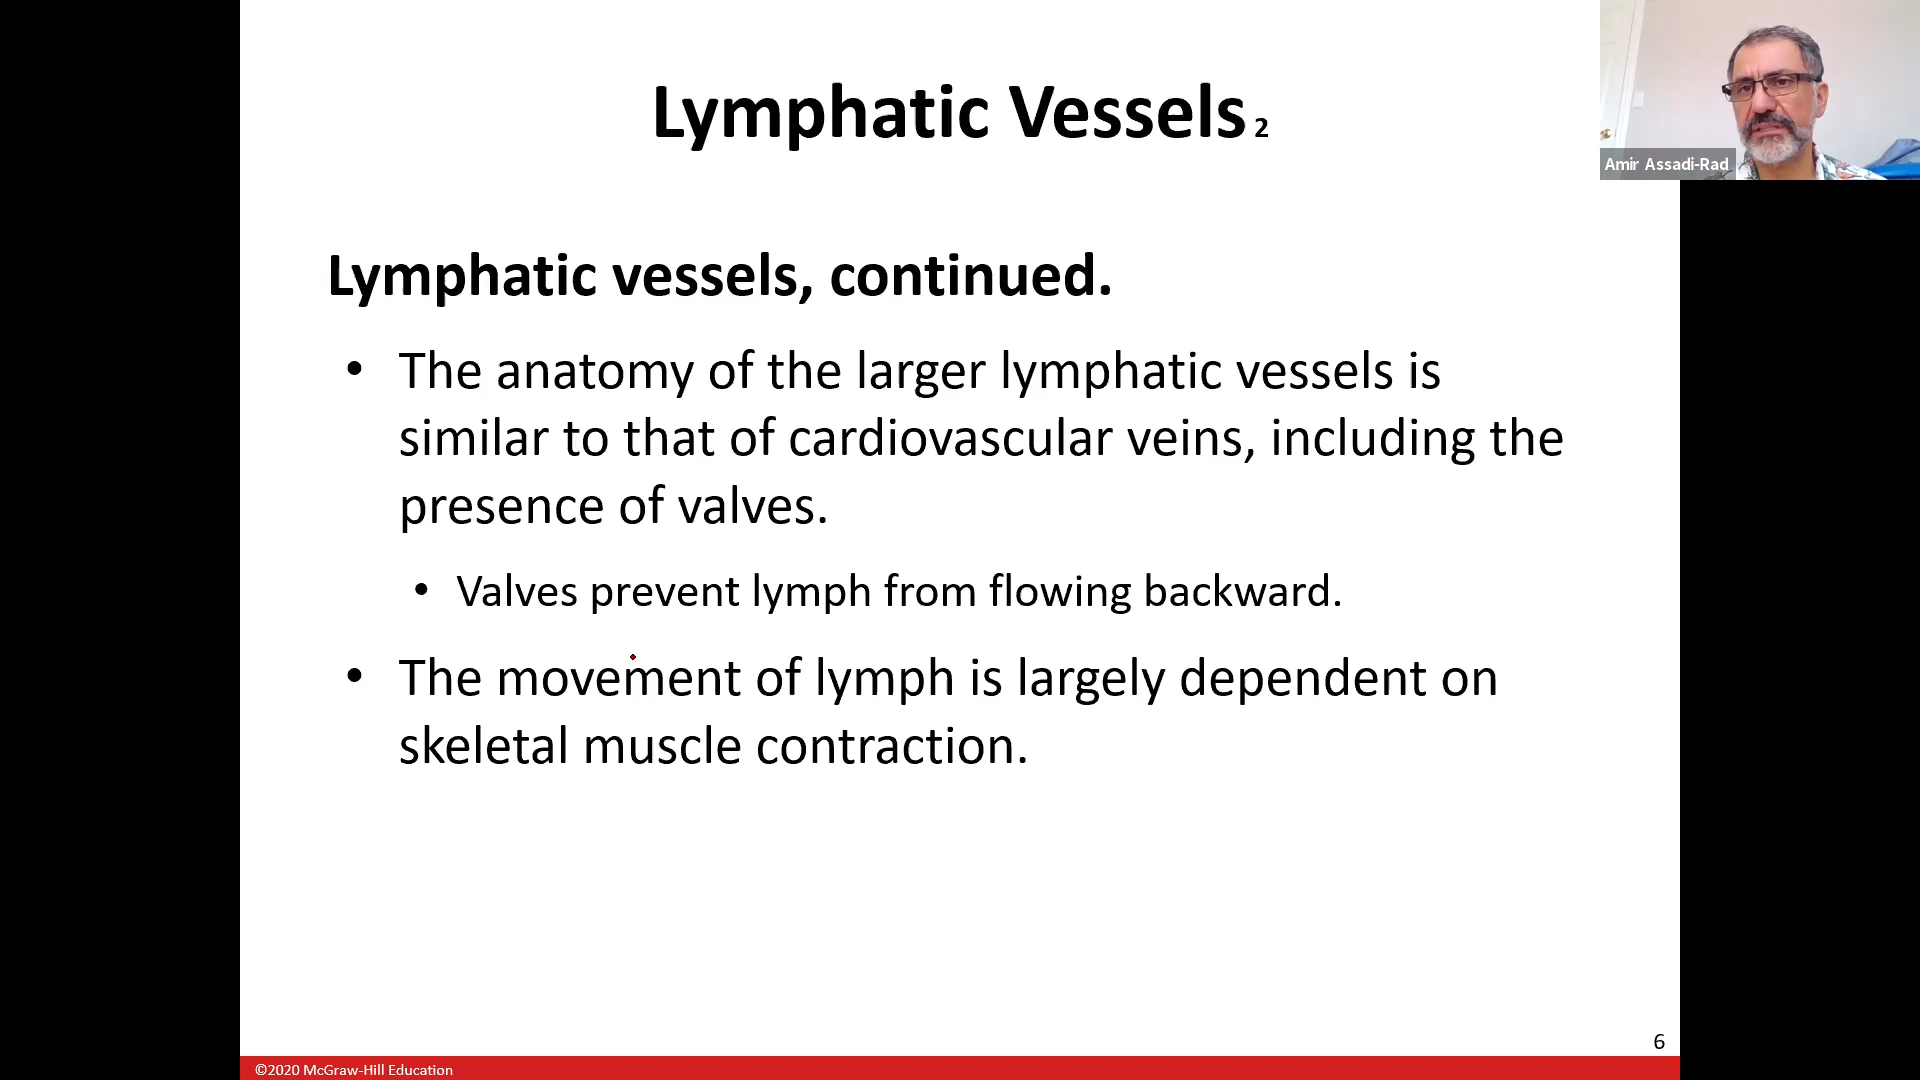 Lymphatic Vessels 2
Amir Assadi-Rad
Lymphatic vessels, continued.
• The anatomy of the larger lymphatic vessels is
similar to that of cardiovascular veins, including the
presence of valves.
• Valves prevent lymph from flowing backward.
• The movement of lymph is largely dependent on
skeletal muscle contraction.
6
©2020 McGraw-Hill Education